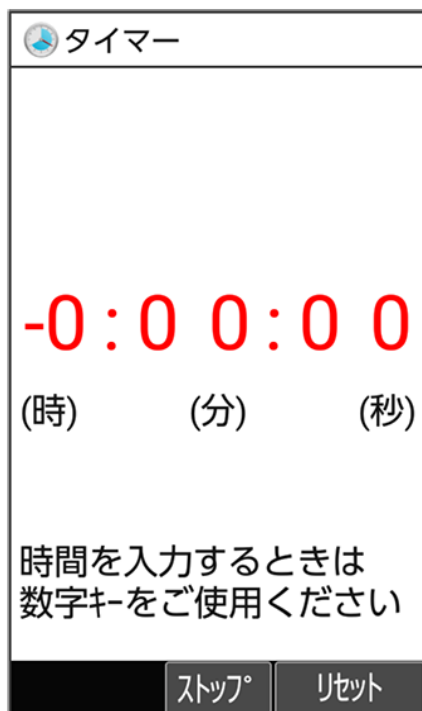 タイマー
-0:00:00
(時) (分) (秒)
時間を入力するときは
数字ｷｰをご使用ください
ｽﾄｯﾌﾟ ﾘｾｯﾄ